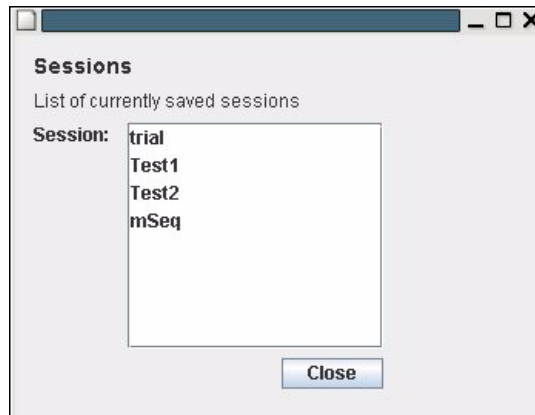 Sessions
List of currently saved sessions
Session:
trial
Test1
Test2
mSeq
Close